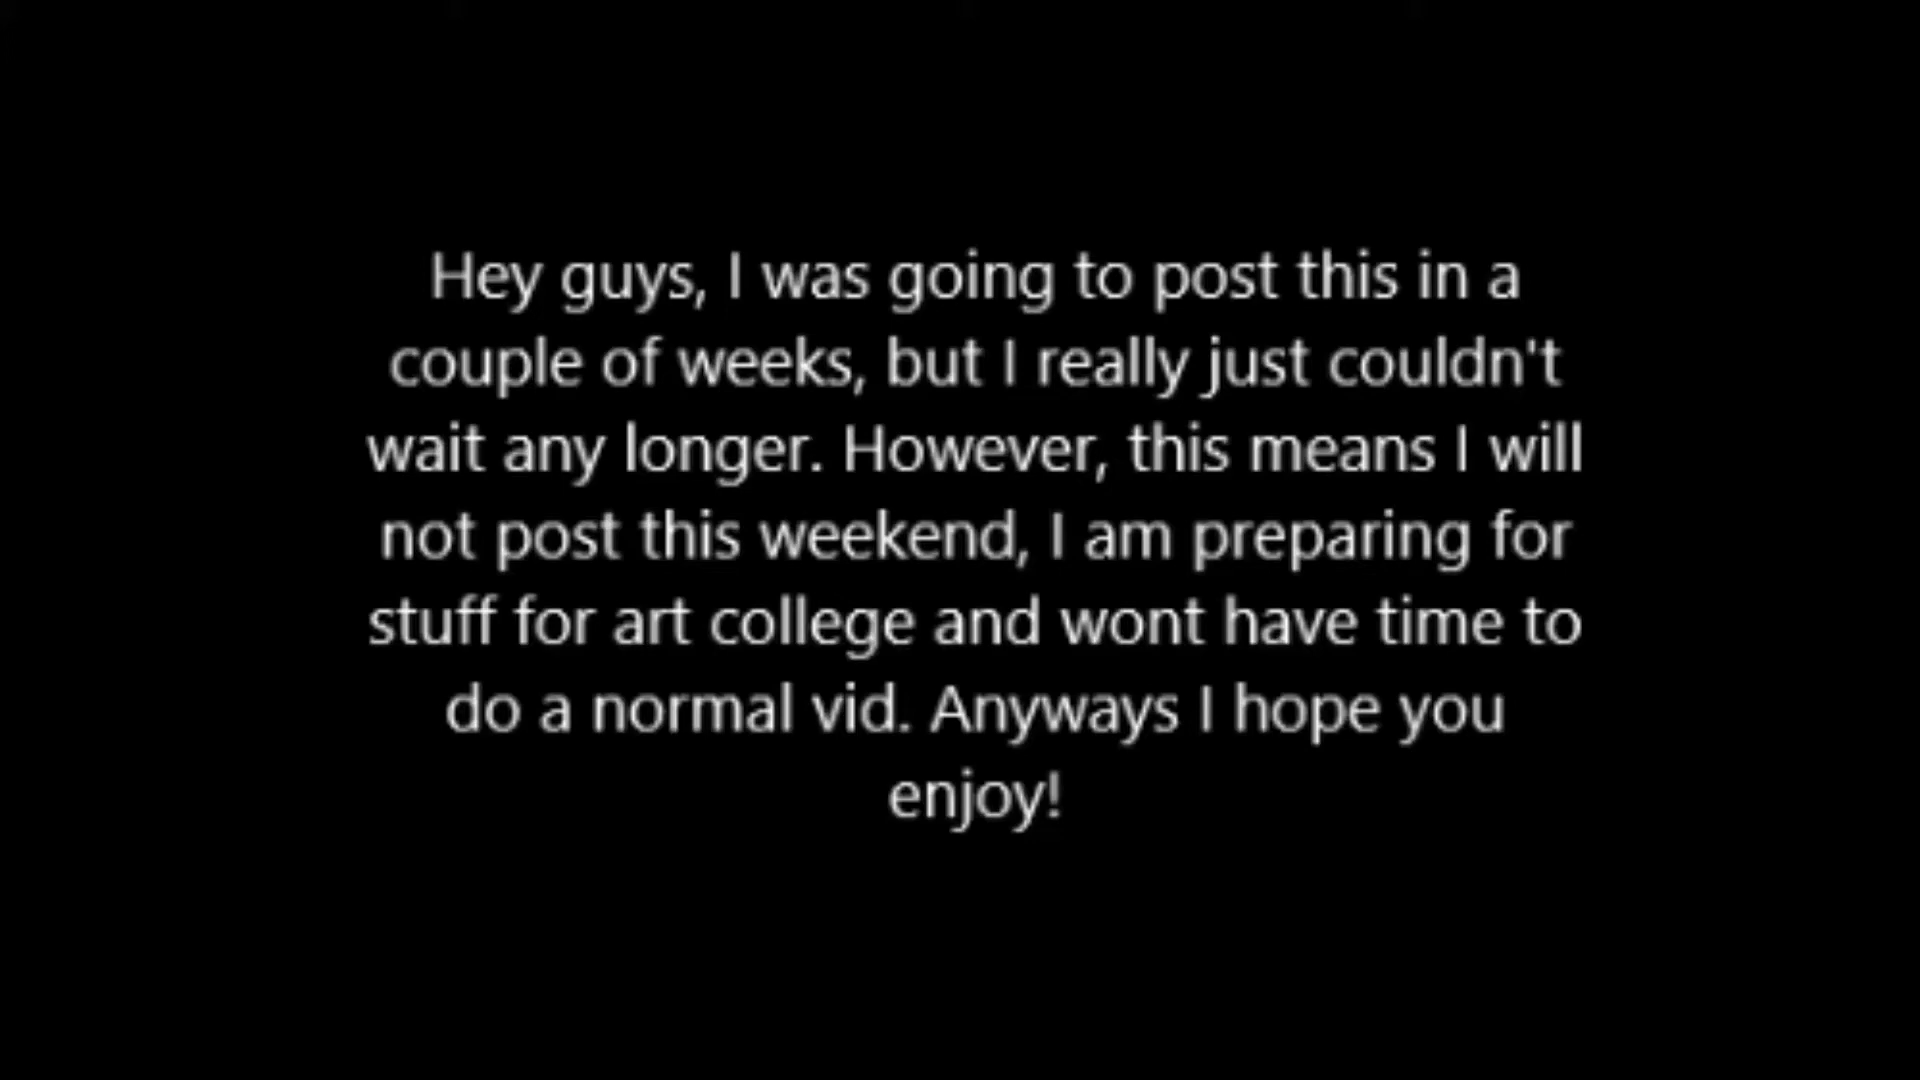 Hey guys, I was going to post this in a
couple of weeks, but I really just couldn't
wait any longer. However, this means I will
not post this weekend, I am preparing for
stuff for art college and wont have time to
do a normal vid. Anyways I hope you
enjoy!